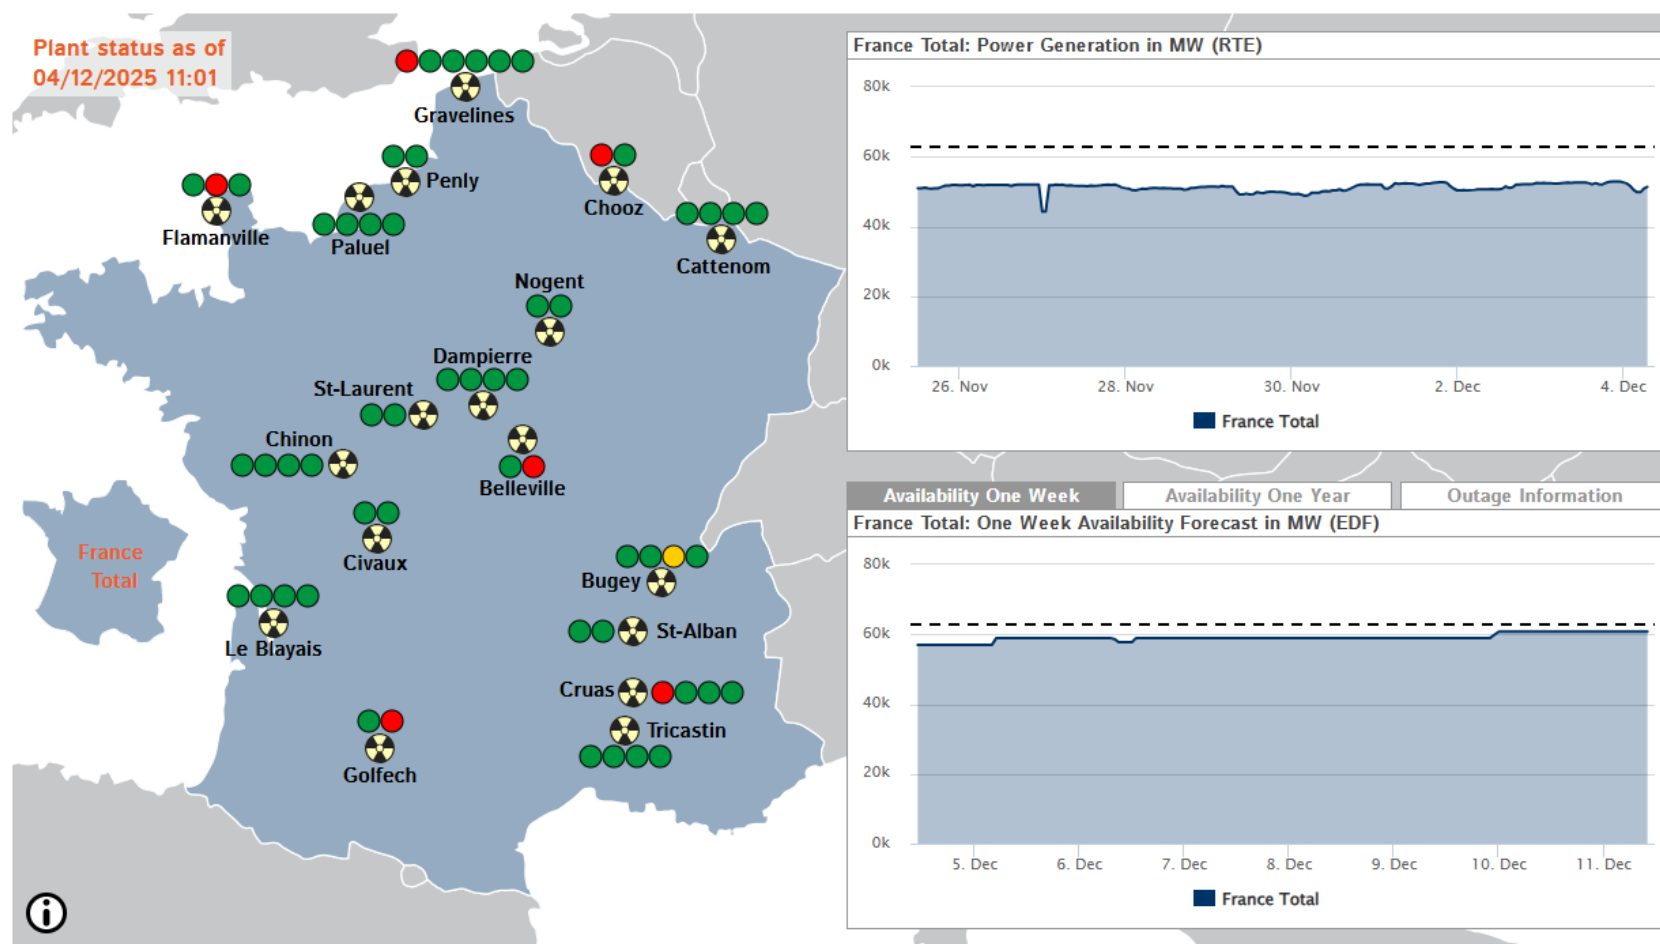 Plant status as of
04/12/2025 11:01
Gravelines
Penly
Chooz
Flamanville
Paluel
Cattenom
Nogent
Dampierre
St-Laurent
Chinon
Belleville
Civaux
France
Total
Bugey
St-Alban
Le Blayais
Cruas
Tricastin
Golfech
France Total: Power Generation in MW (RTE)
80k
60k
40k
20k
0k
26. Nov 28. Nov 30. Nov 2. Dec 4. Dec
France Total
Availability One Week Availability One Year Outage Information
France Total: One Week Availability Forecast in MW (EDF)
80k
60k
40k
20k
0k
5. Dec 6. Dec 7. Dec 8. Dec 9. Dec 10. Dec 11. Dec
France Total